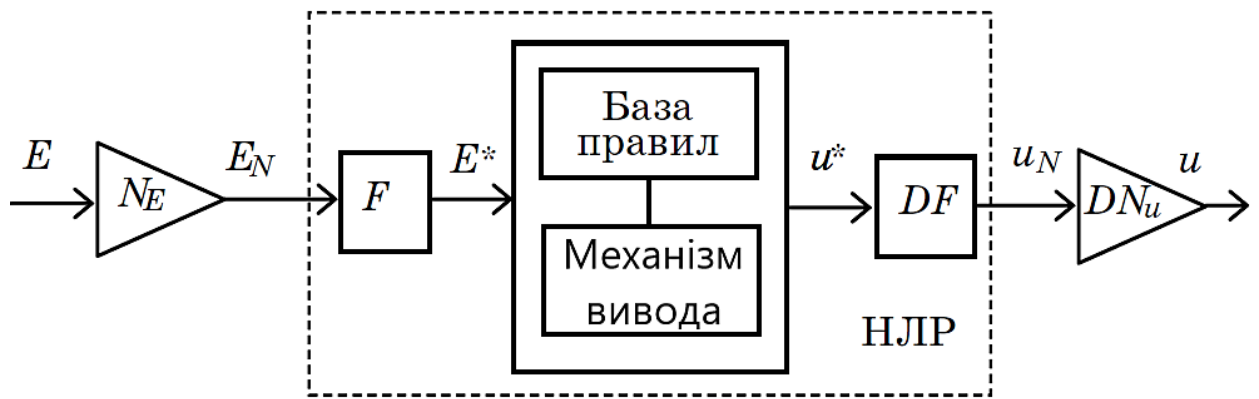 E
N_E
E_N
F
E*
База
правил
Механізм
вивода
u*
DF
НЛР
u_N
DN_u
u